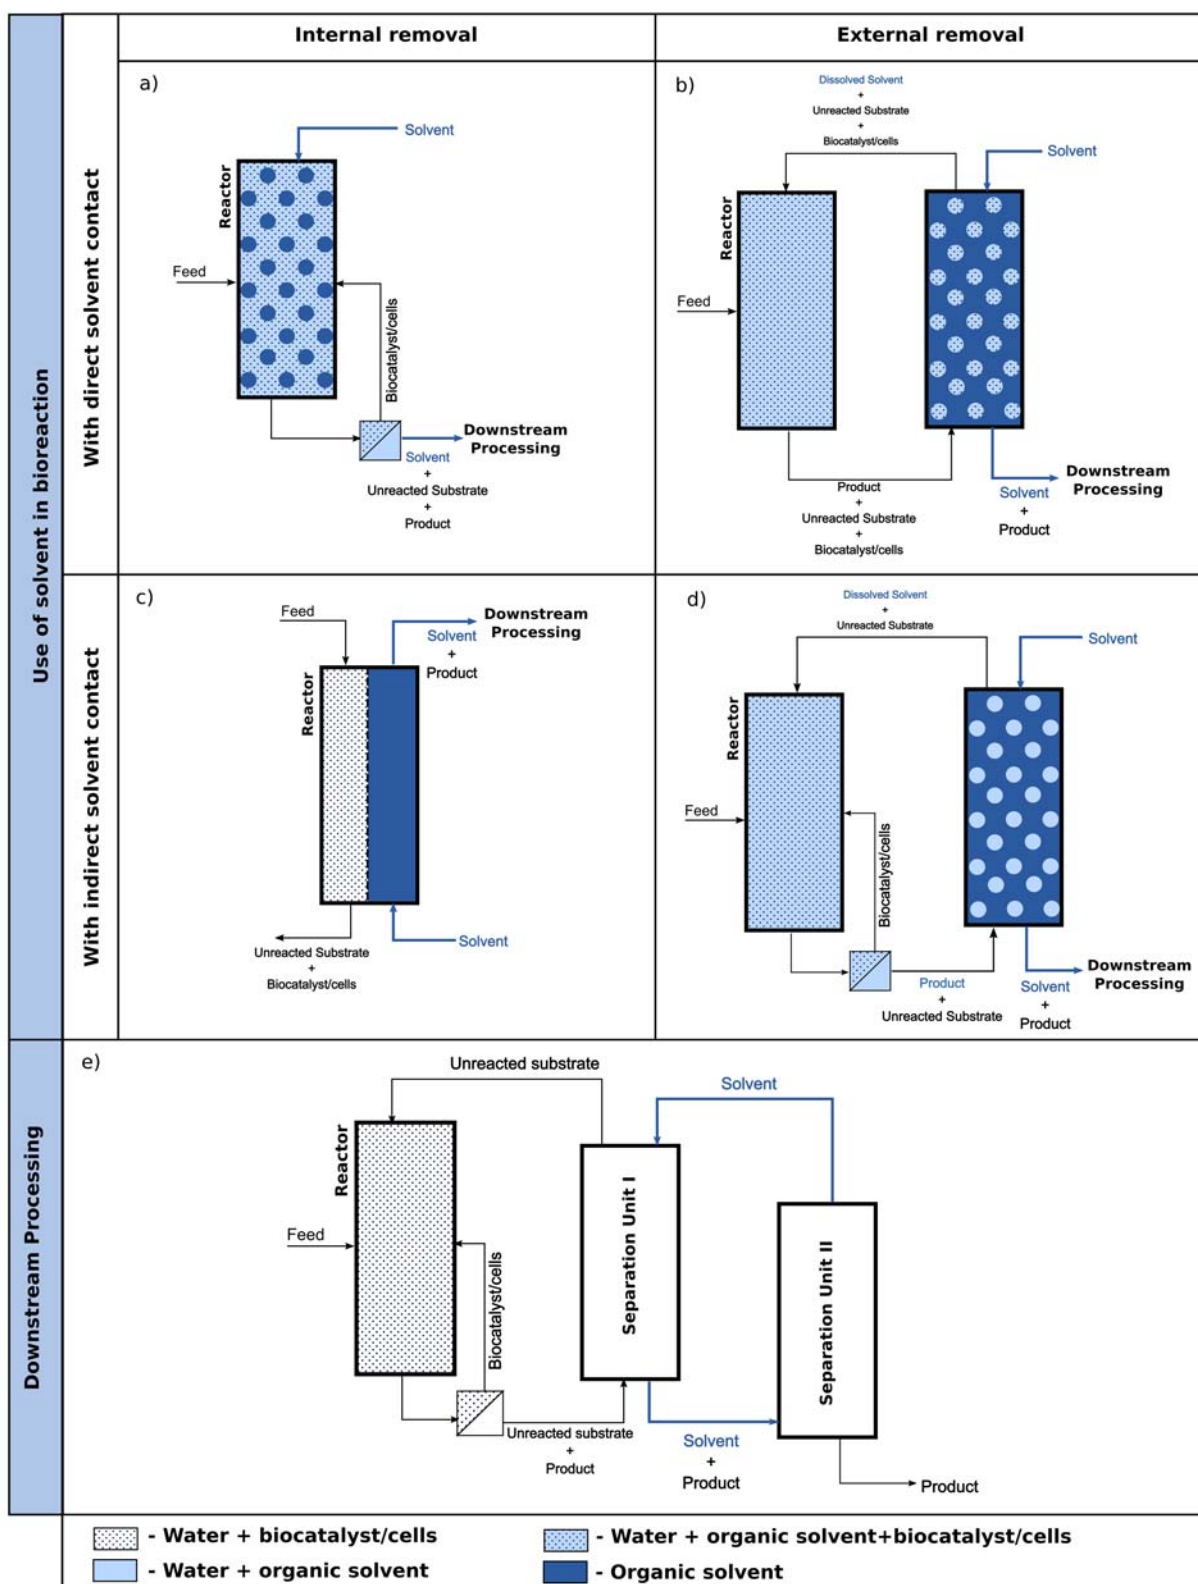 Internal removal
External removal
Use of solvent in bioreaction
With direct solvent contact
a)
Solvent
Reactor
Feed
Biocatalyst/cells
Downstream
Processing
Solvent
+
Unreacted Substrate
+
Product
b)
Dissolved Solvent
+
Unreacted Substrate
+
Biocatalyst/cells
Solvent
Reactor
Feed
Product
+
Unreacted Substrate
+
Biocatalyst/cells
Downstream
Processing
Solvent
+
Product
With indirect solvent contact
c)
Feed
Downstream
Processing
Solvent
+
Product
Reactor
Solvent
Unreacted Substrate
+
Biocatalyst/cells
d)
Dissolved Solvent
+
Unreacted Substrate
Solvent
Reactor
Feed
Biocatalyst/cells
Product
+
Unreacted Substrate
Downstream
Processing
Solvent
+
Product
Downstream Processing
e)
Unreacted substrate
Solvent
Reactor
Feed
Biocatalyst/cells
Separation Unit I
Separation Unit II
Unreacted substrate
+
Product
Solvent
+
Product
Product
- Water + biocatalyst/cells
- Water + organic solvent+biocatalyst/cells
- Water + organic solvent
- Organic solvent